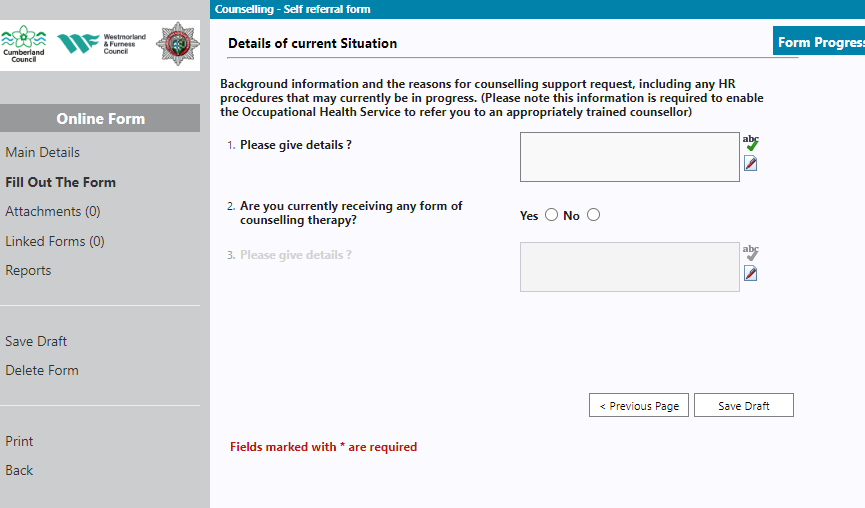 Counselling - Self referral form
Cumberland
Council
Westmorland
& Furness
Council
Details of current Situation
Form Progress
Background information and the reasons for counselling support request, including any HR
procedures that may currently be in progress. (Please note this information is required to enable
the Occupational Health Service to refer you to an appropriately trained counsellor)
Online Form
Main Details
Fill Out The Form
Attachments (0)
Linked Forms (0)
Reports
Save Draft
Delete Form
Print
Back
1. Please give details ?
abc
2. Are you currently receiving any form of
counselling therapy?
Yes No
3. Please give details ?
abc
< Previous Page Save Draft
Fields marked with * are required